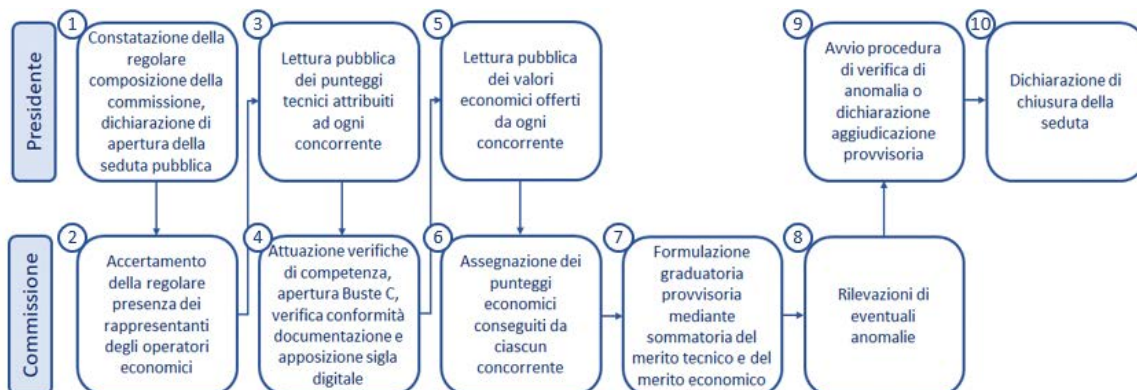 Presidente
1
Constatazione della
regolare
composizione della
commissione,
dichiarazione di
apertura della
seduta pubblica
3
Lettura pubblica
dei punteggi
tecnici attribuiti
ad ogni
concorrente
5
Lettura pubblica
dei valori
economici offerti
da ogni
concorrente
9
Avvio procedura
di verifica di
anomalia o
dichiarazione
aggiudicazione
provvisoria
10
Dichiarazione di
chiusura della
seduta
Commissione
2
Accertamento
della regolare
presenza dei
rappresentanti
degli operatori
economici
4
Attuazione verifiche
di competenza,
apertura Buste C,
verifica conformità
documentazione e
apposizione sigla
digitale
6
Assegnazione dei
punteggi
economici
conseguiti da
ciascun
concorrente
7
Formulazione
graduatoria
provvisoria
mediante
sommatoria del
merito tecnico e del
merito economico
8
Rilevazioni di
eventuali
anomalie